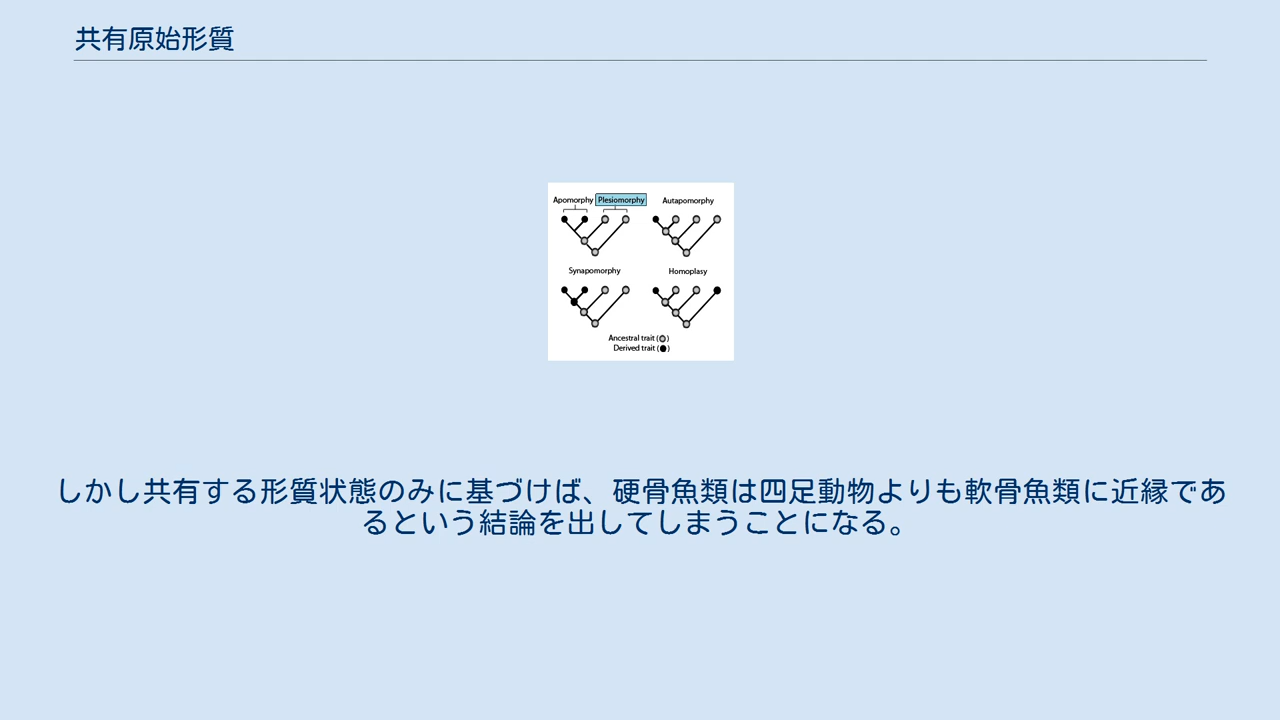 共有原始形質
Apomorphy Plesiomorphy Autapomorphy
Synapomorphy Homoplasy
Ancestral trait ( )
Derived trait ( )
しかし共有する形質状態のみに基づけば、硬骨魚類は四足動物よりも軟骨魚類に近縁であ
るという結論を出してしまうことになる。